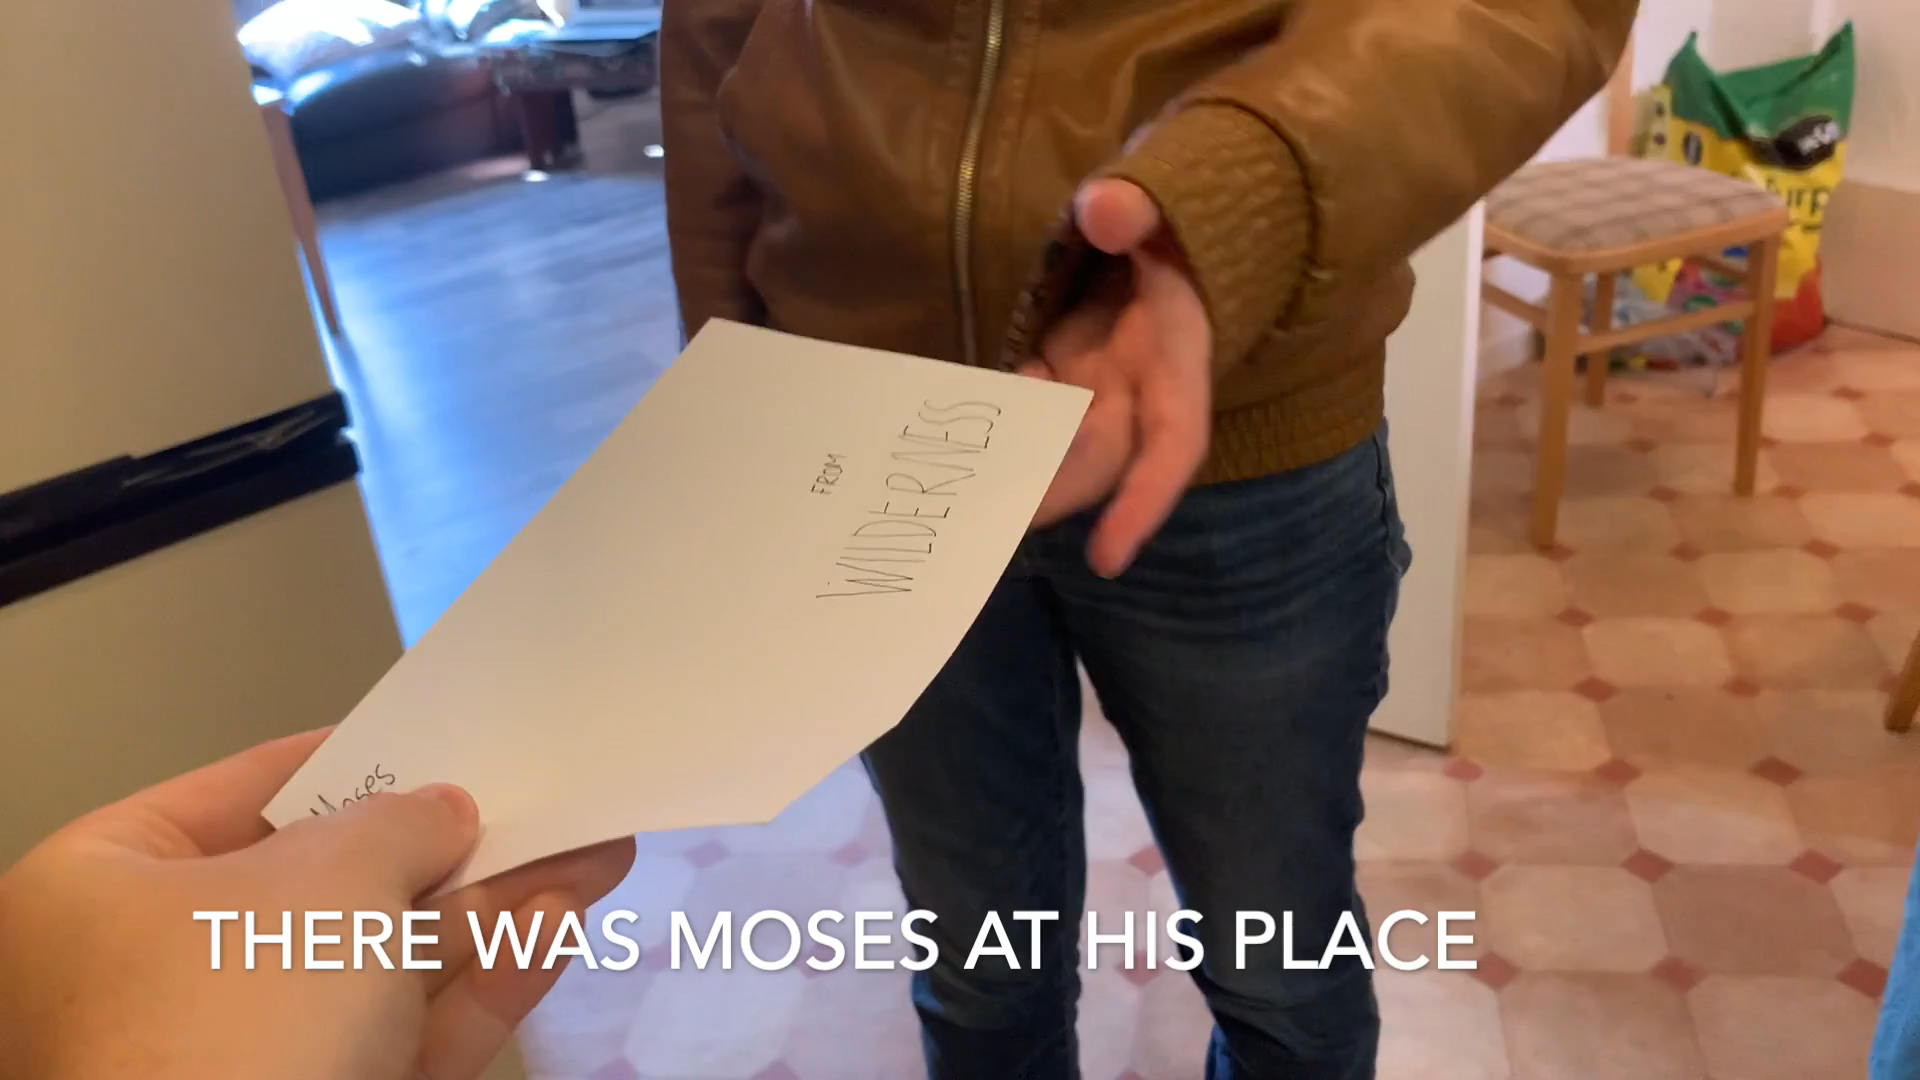 FROM
WILDERNESS
Moses
THERE WAS MOSES AT HIS PLACE